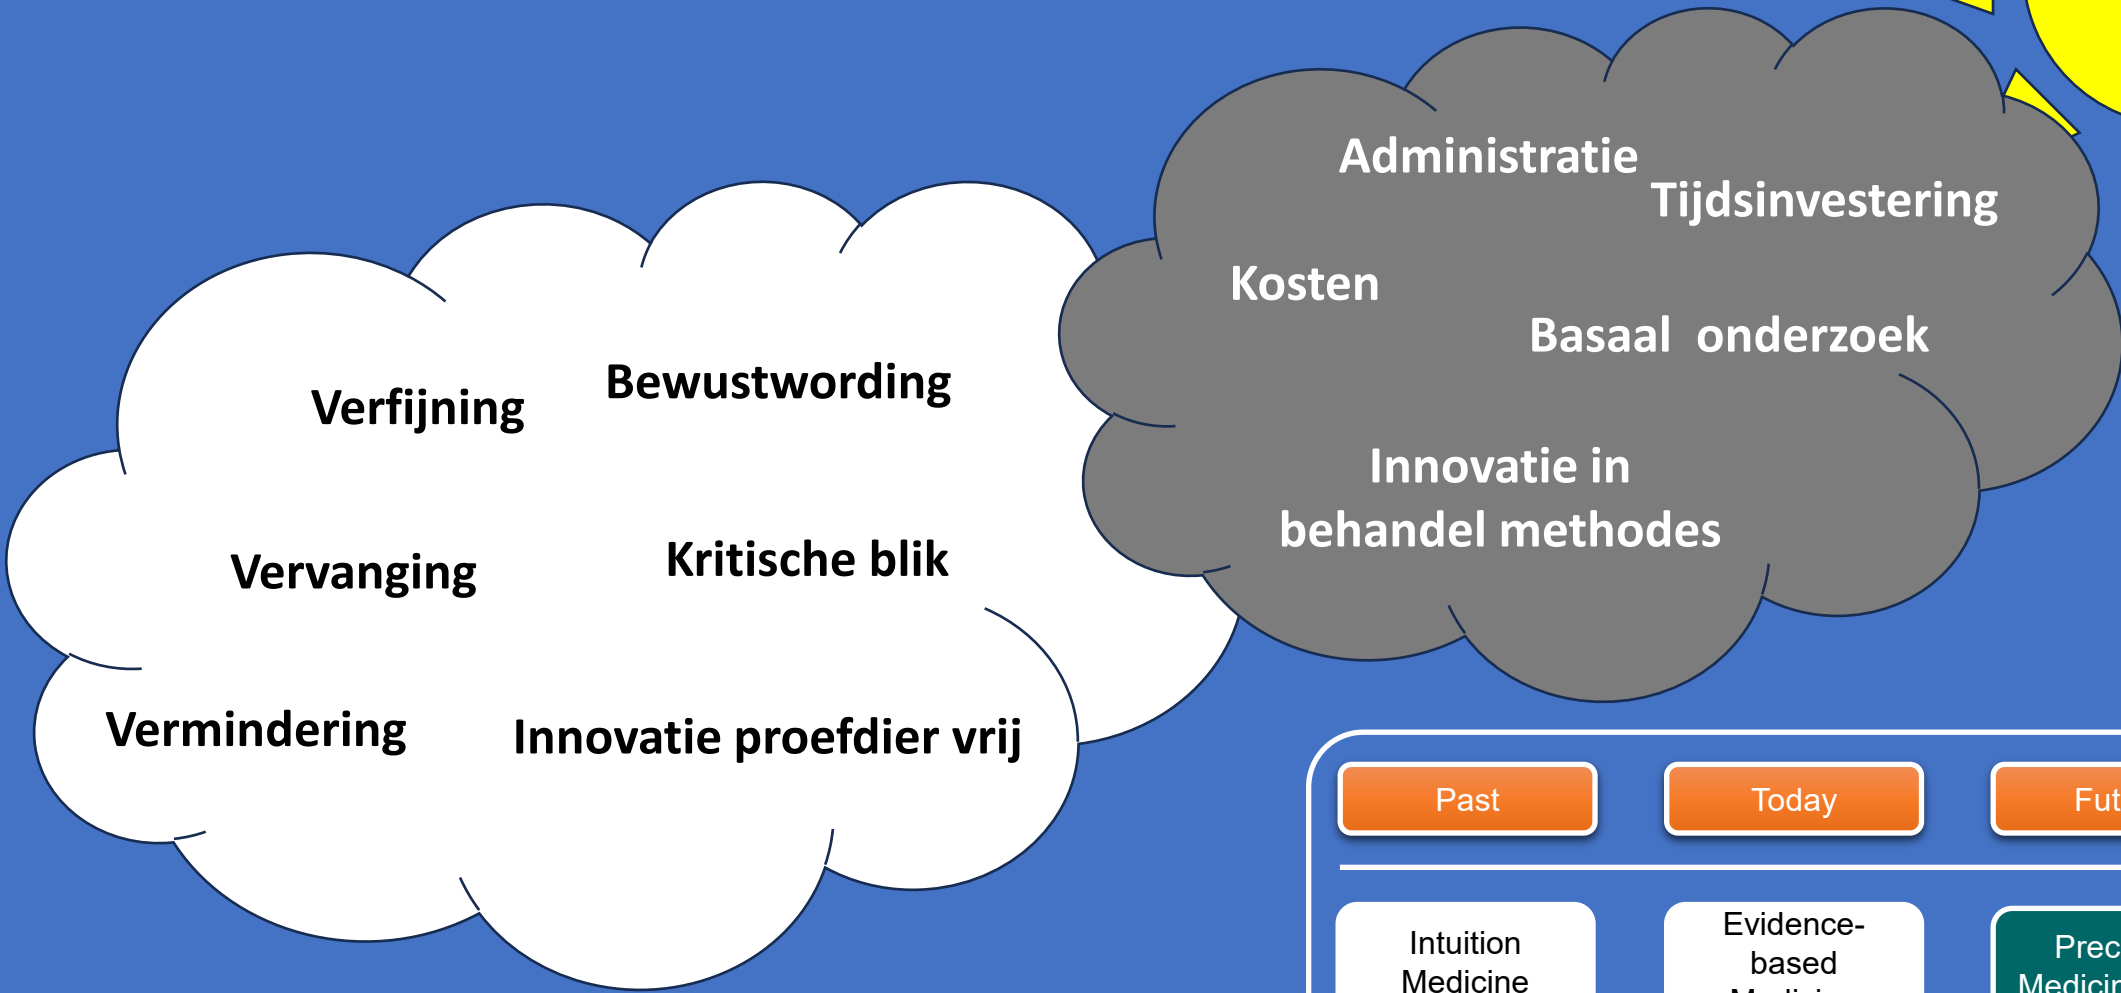 Administratie
Tijdsinvestering
Kosten
Basaal  onderzoek
Innovatie in
behandel methodes
Verfijning
Bewustwording
Vervanging
Kritische blik
Vermindering
Innovatie proefdier vrij
Past
Today
Intuition
Medicine
Evidence-
based